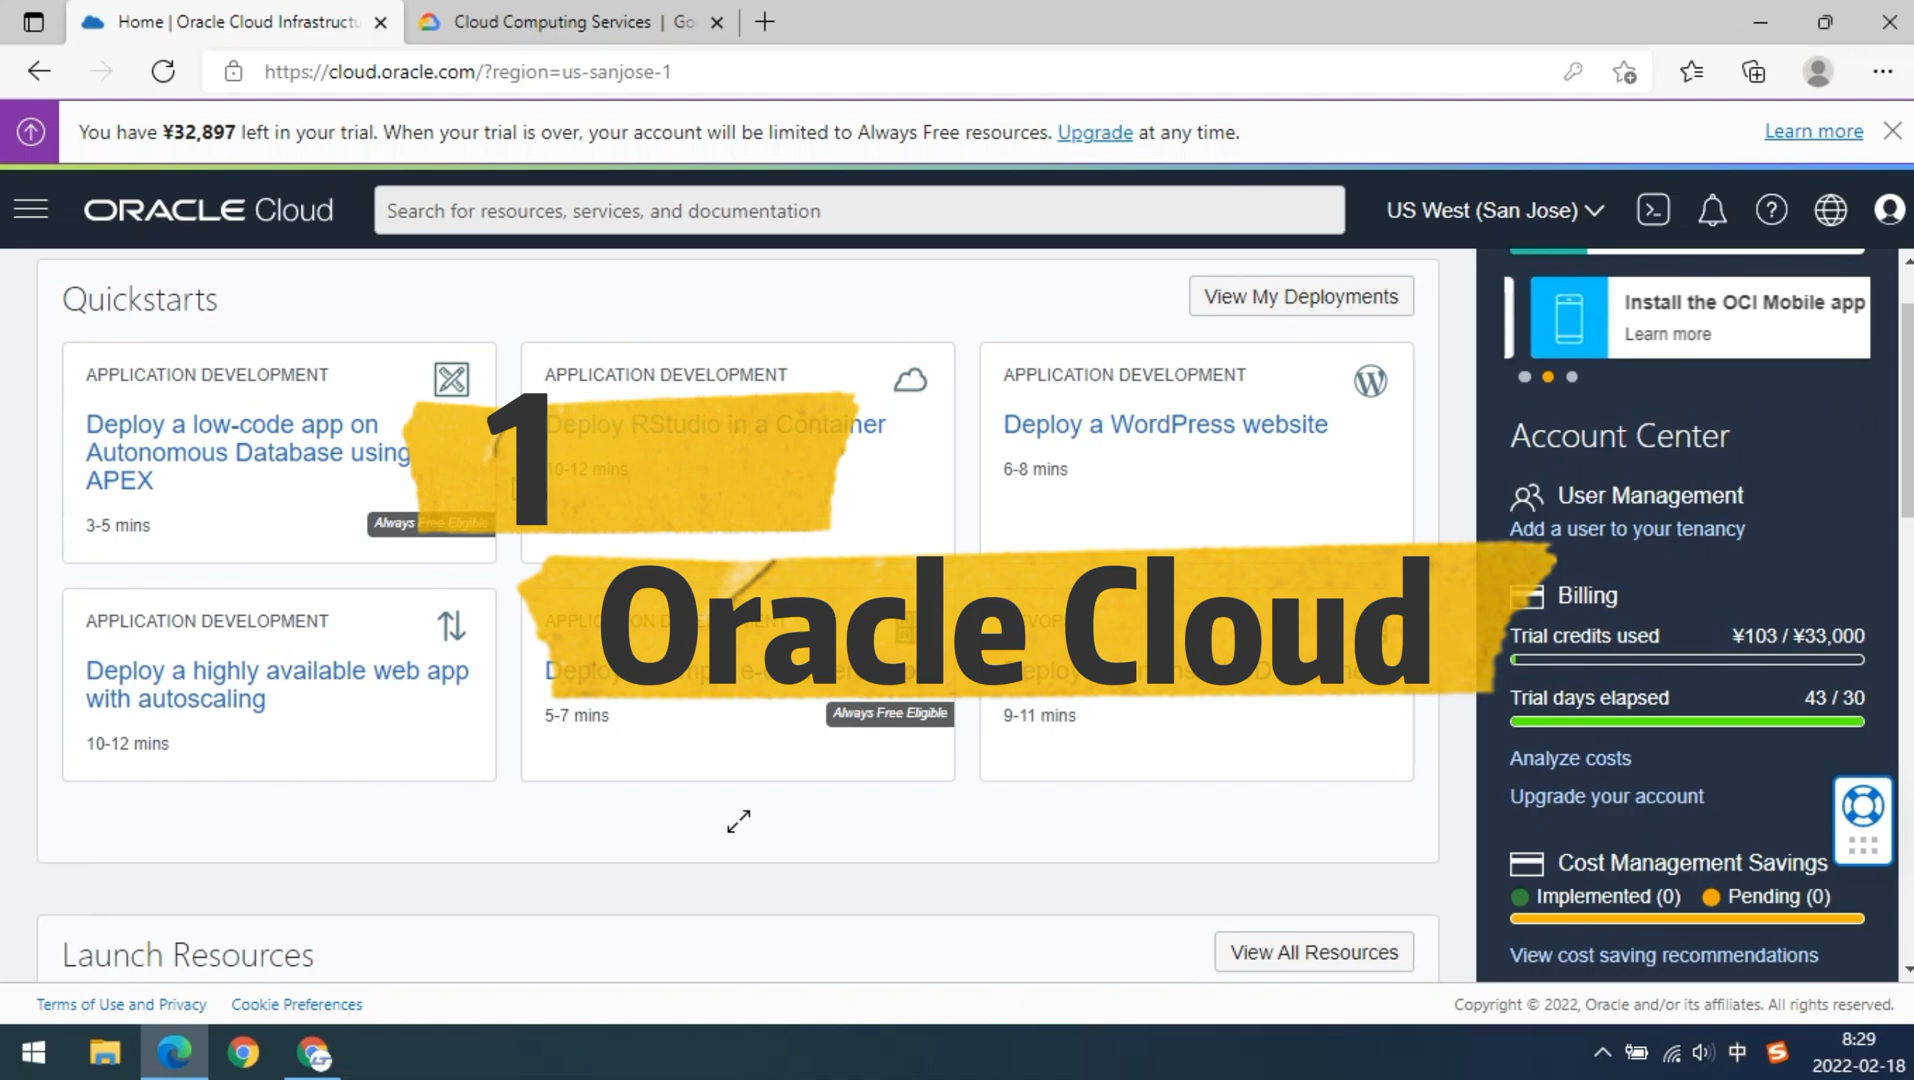 Home | Oracle Cloud Infrastructu
Cloud Computing Services | Go
https://cloud.oracle.com/?region=us-sanjose-1
You have ¥32,897 left in your trial. When your trial is over, your account will be limited to Always Free resources. Upgrade at any time.
Learn more
ORACLE Cloud
Search for resources, services, and documentation
US West (San Jose)
Quickstarts
View My Deployments
APPLICATION DEVELOPMENT
Deploy a low-code app on
Autonomous Database using
APEX
3-5 mins
Always Free Eligible
APPLICATION DEVELOPMENT
Deploy RStudio in a Container
10-12 mins
APPLICATION DEVELOPMENT
Deploy a WordPress website
6-8 mins
1
Oracle Cloud
APPLICATION DEVELOPMENT
Deploy a highly available web app
with autoscaling
10-12 mins
5-7 mins
Always Free Eligible
9-11 mins
Launch Resources
View All Resources
Install the OCI Mobile app
Learn more
Account Center
User Management
Add a user to your tenancy
Billing
Trial credits used ¥103 / ¥33,000
Trial days elapsed 43 / 30
Analyze costs
Upgrade your account
Cost Management Savings
Implemented (0) Pending (0)
View cost saving recommendations
Terms of Use and Privacy Cookie Preferences
Copyright © 2022, Oracle and/or its affiliates. All rights reserved.
中
8:29
2022-02-18